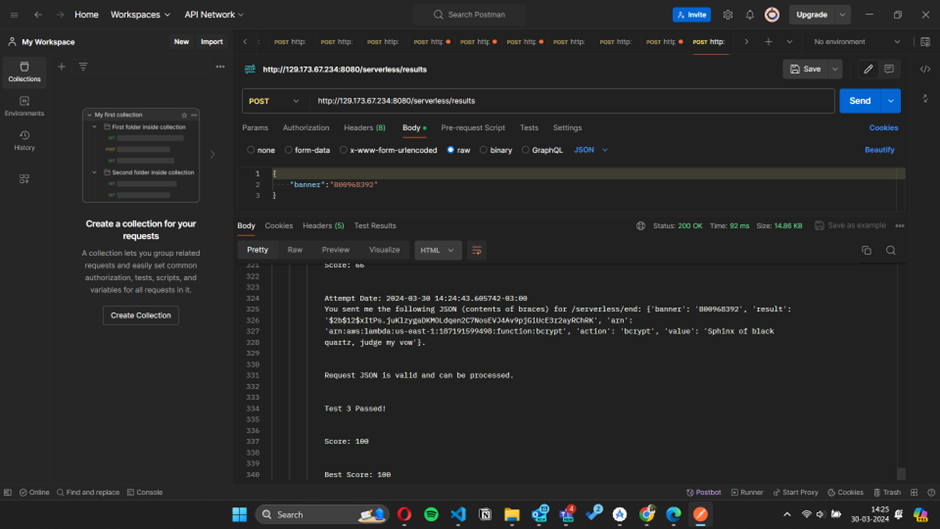 Home
Workspaces
API Network
Search Postman
Invite
Upgrade
My Workspace
New
Import
POST http:
POST http:
POST http:
POST http:
POST http:
POST http:
POST http:
POST http:
POST http:
POST http:
No environment
Collections
Environments
History
My first collection
First folder inside collection
Second folder inside collection
Create a collection for your
requests
A collection lets you group related
requests and easily set common
authorization, tests, scripts, and
variables for all requests in it.
Create Collection
http://129.173.67.234:8080/serverless/results
Save
POST
http://129.173.67.234:8080/serverless/results
Send
Params
Authorization
Headers (8)
Body
Pre-request Script
Tests
Settings
Cookies
none
form-data
x-www-form-urlencoded
raw
binary
GraphQL
JSON
Beautify
1 {
2 "banner":"B00968392"
3 }
Body
Cookies
Headers (5)
Test Results
Status: 200 OK
Time: 92 ms
Size: 14.86 KB
Save as example
Pretty
Raw
Preview
Visualize
HTML
321 Score: 66
322
323
324 Attempt Date: 2024-03-30 14:24:43.605742-03:00
325 You sent me the following JSON (contents of braces) for /serverless/end: {'banner': 'B00968392', 'result':
326 '$2b$12$xItPs.juKlzygaDKMOLdqen2C7NosEVJ4Av9pjGlUcE3r2ayRChRK', 'arn':
327 'arn:aws:lambda:us-east-1:187191599498:function:bcrypt', 'action': 'bcrypt', 'value': 'Sphinx of black
328 quartz, judge my vow'}.
329
330
331 Request JSON is valid and can be processed.
332
333
334 Test 3 Passed!
335
336
337 Score: 100
338
339
340 Best Score: 100
Online
Find and replace
Console
Postbot
Runner
Start Proxy
Cookies
Trash
Search
14:25
30-03-2024